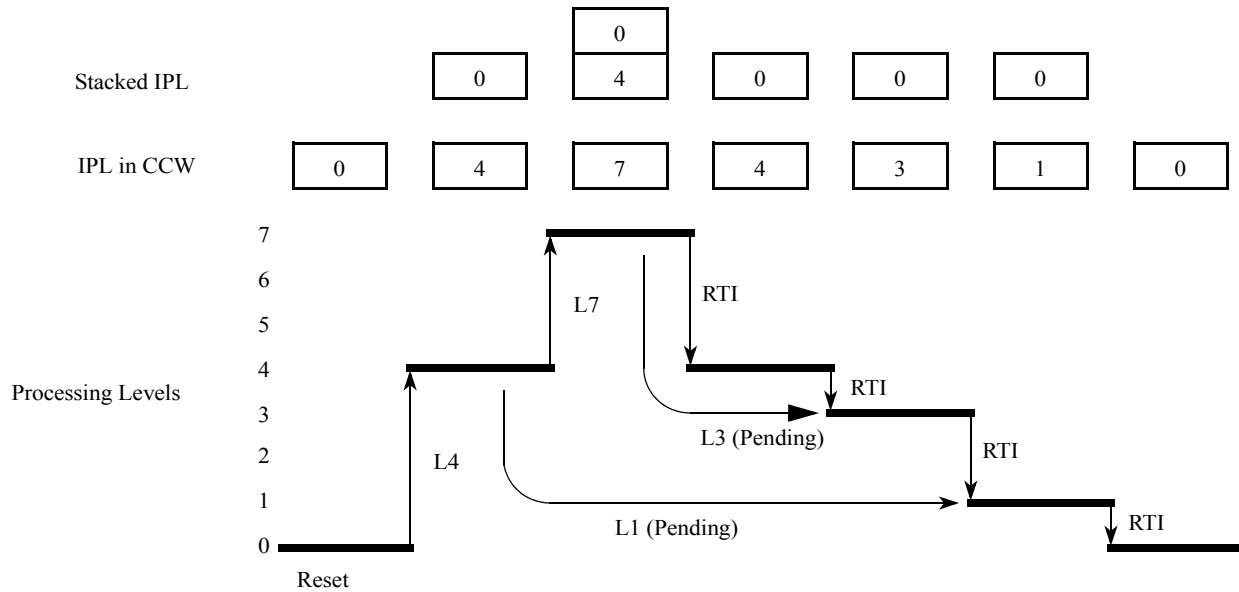 0
Stacked IPL 0 4 0 0 0
IPL in CCW 0 4 7 4 3 1 0
7
6
L7 RTI
5
4
Processing Levels RTI
3
L3 (Pending)
2
L4 RTI
1
L1 (Pending) RTI
0
Reset